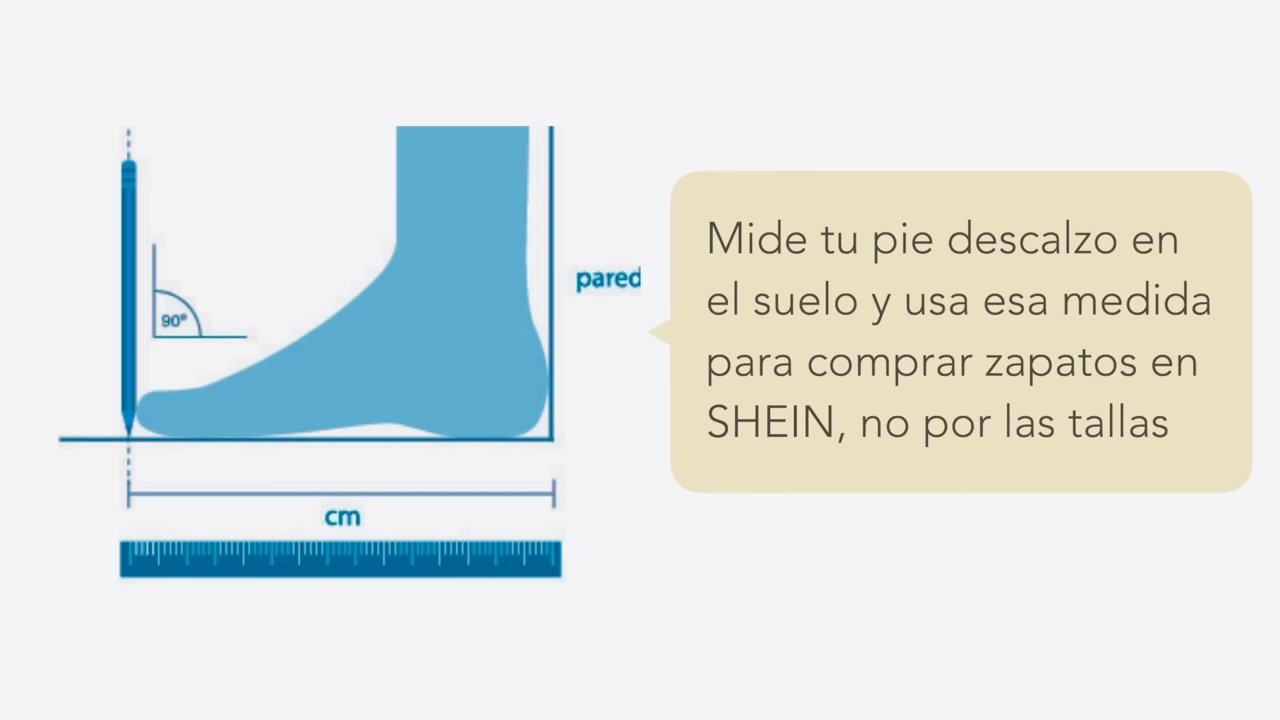 90°
pared
cm
Mide tu pie descalzo en
el suelo y usa esa medida
para comprar zapatos en
SHEIN, no por las tallas